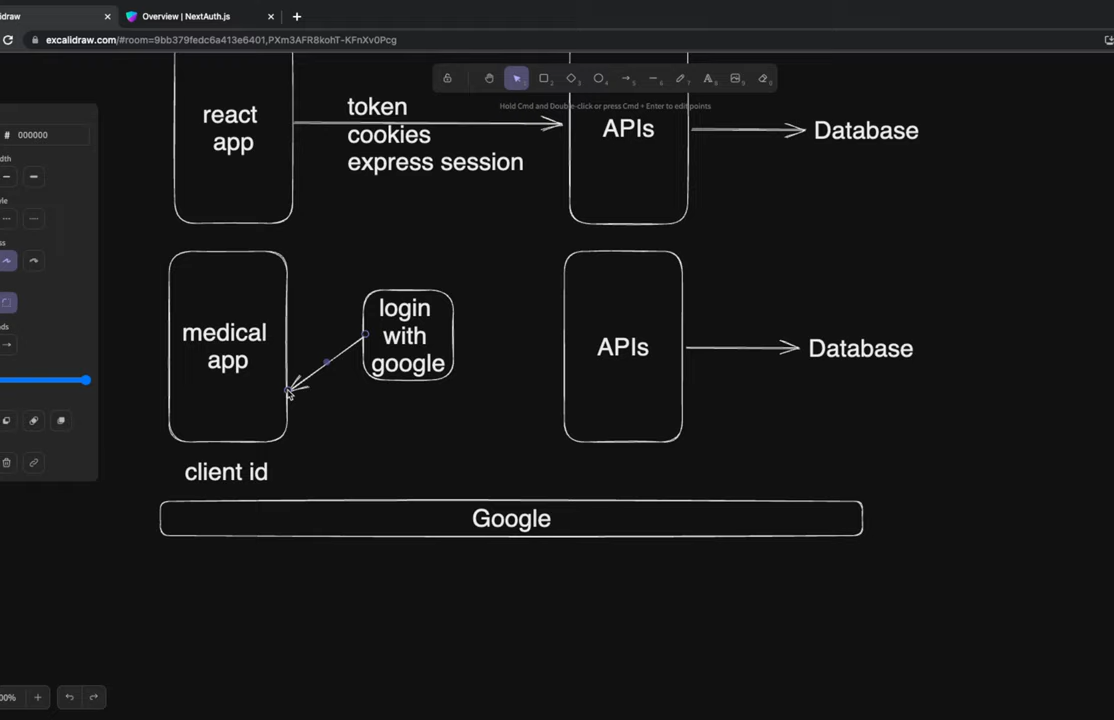 draw
Overview | NextAuth.js
excalidraw.com/#room=9bb379fedc6a413e6401,PXm3AFR8kohT-KFnXv0Pcg
Hold Cmd and Double-click or press Cmd + Enter to edit points
# 000000
react
app
token
cookies
express session
APIs
Database
medical
app
login
with
google
APIs
Database
client id
Google